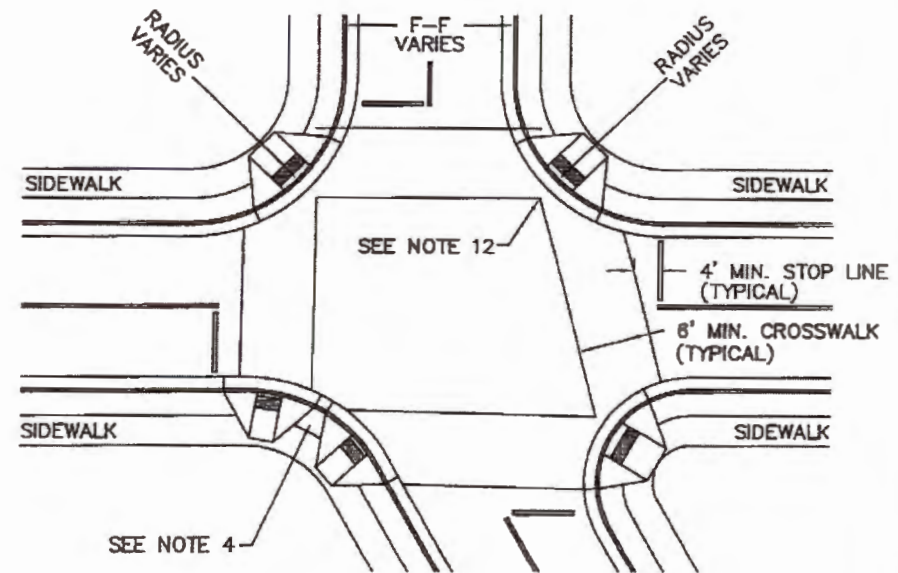 RADIUS
VARIES
F-F
VARIES
RADIUS
VARIES
SIDEWALK
SIDEWALK
SEE NOTE 12
4' MIN. STOP LINE
(TYPICAL)
6' MIN. CROSSWALK
(TYPICAL)
SIDEWALK
SIDEWALK
SEE NOTE 4